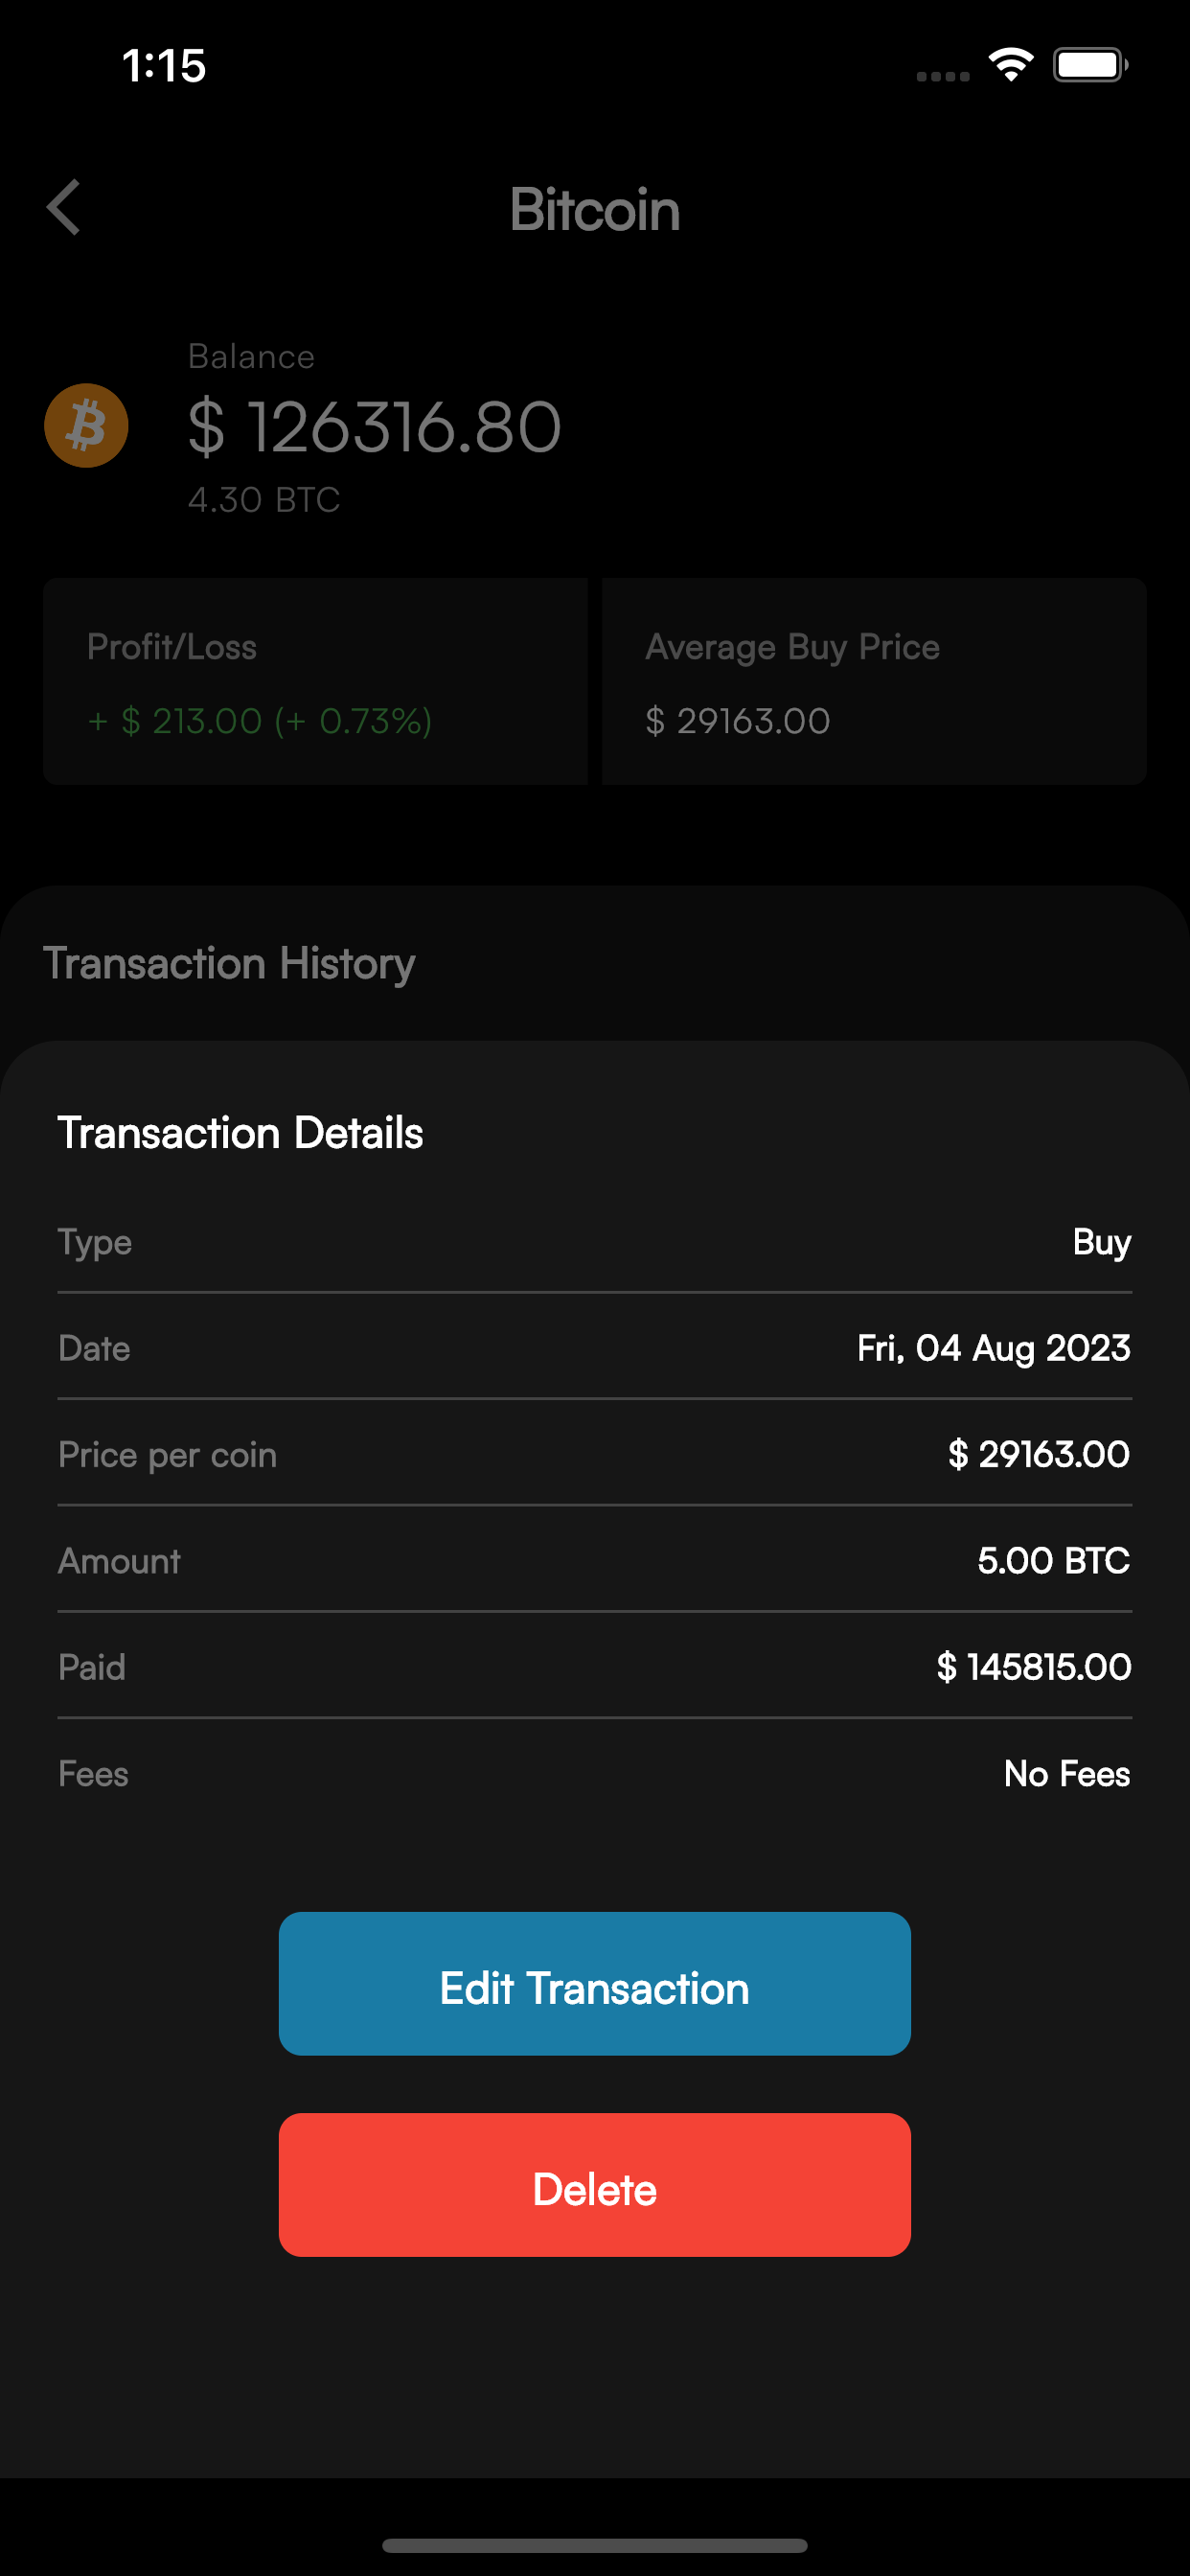 1:15
Bitcoin
Balance
$ 126316.80
4.30 BTC
Profit/Loss
+ $ 213.00 (+ 0.73%)
Average Buy Price
$ 29163.00
Transaction History
Transaction Details
Type Buy
Date Fri, 04 Aug 2023
Price per coin $ 29163.00
Amount 5.00 BTC
Paid $ 145815.00
Fees No Fees
Edit Transaction
Delete